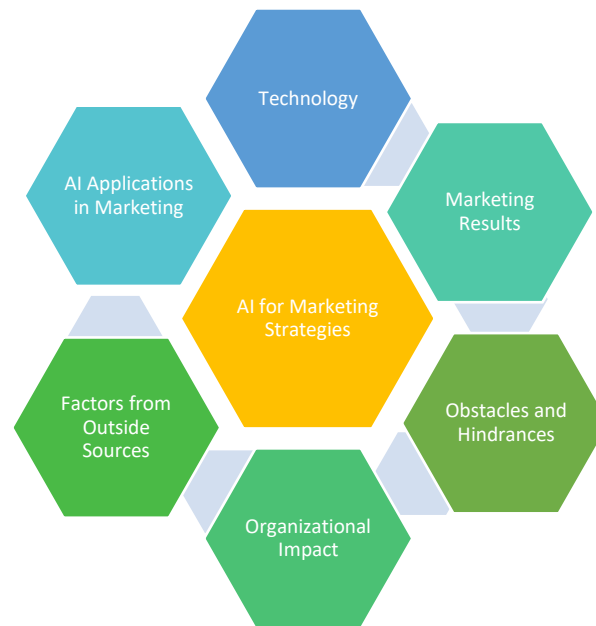 Technology
AI Applications
in Marketing
Marketing
Results
AI for Marketing
Strategies
Factors from
Outside
Sources
Obstacles and
Hindrances
Organizational
Impact